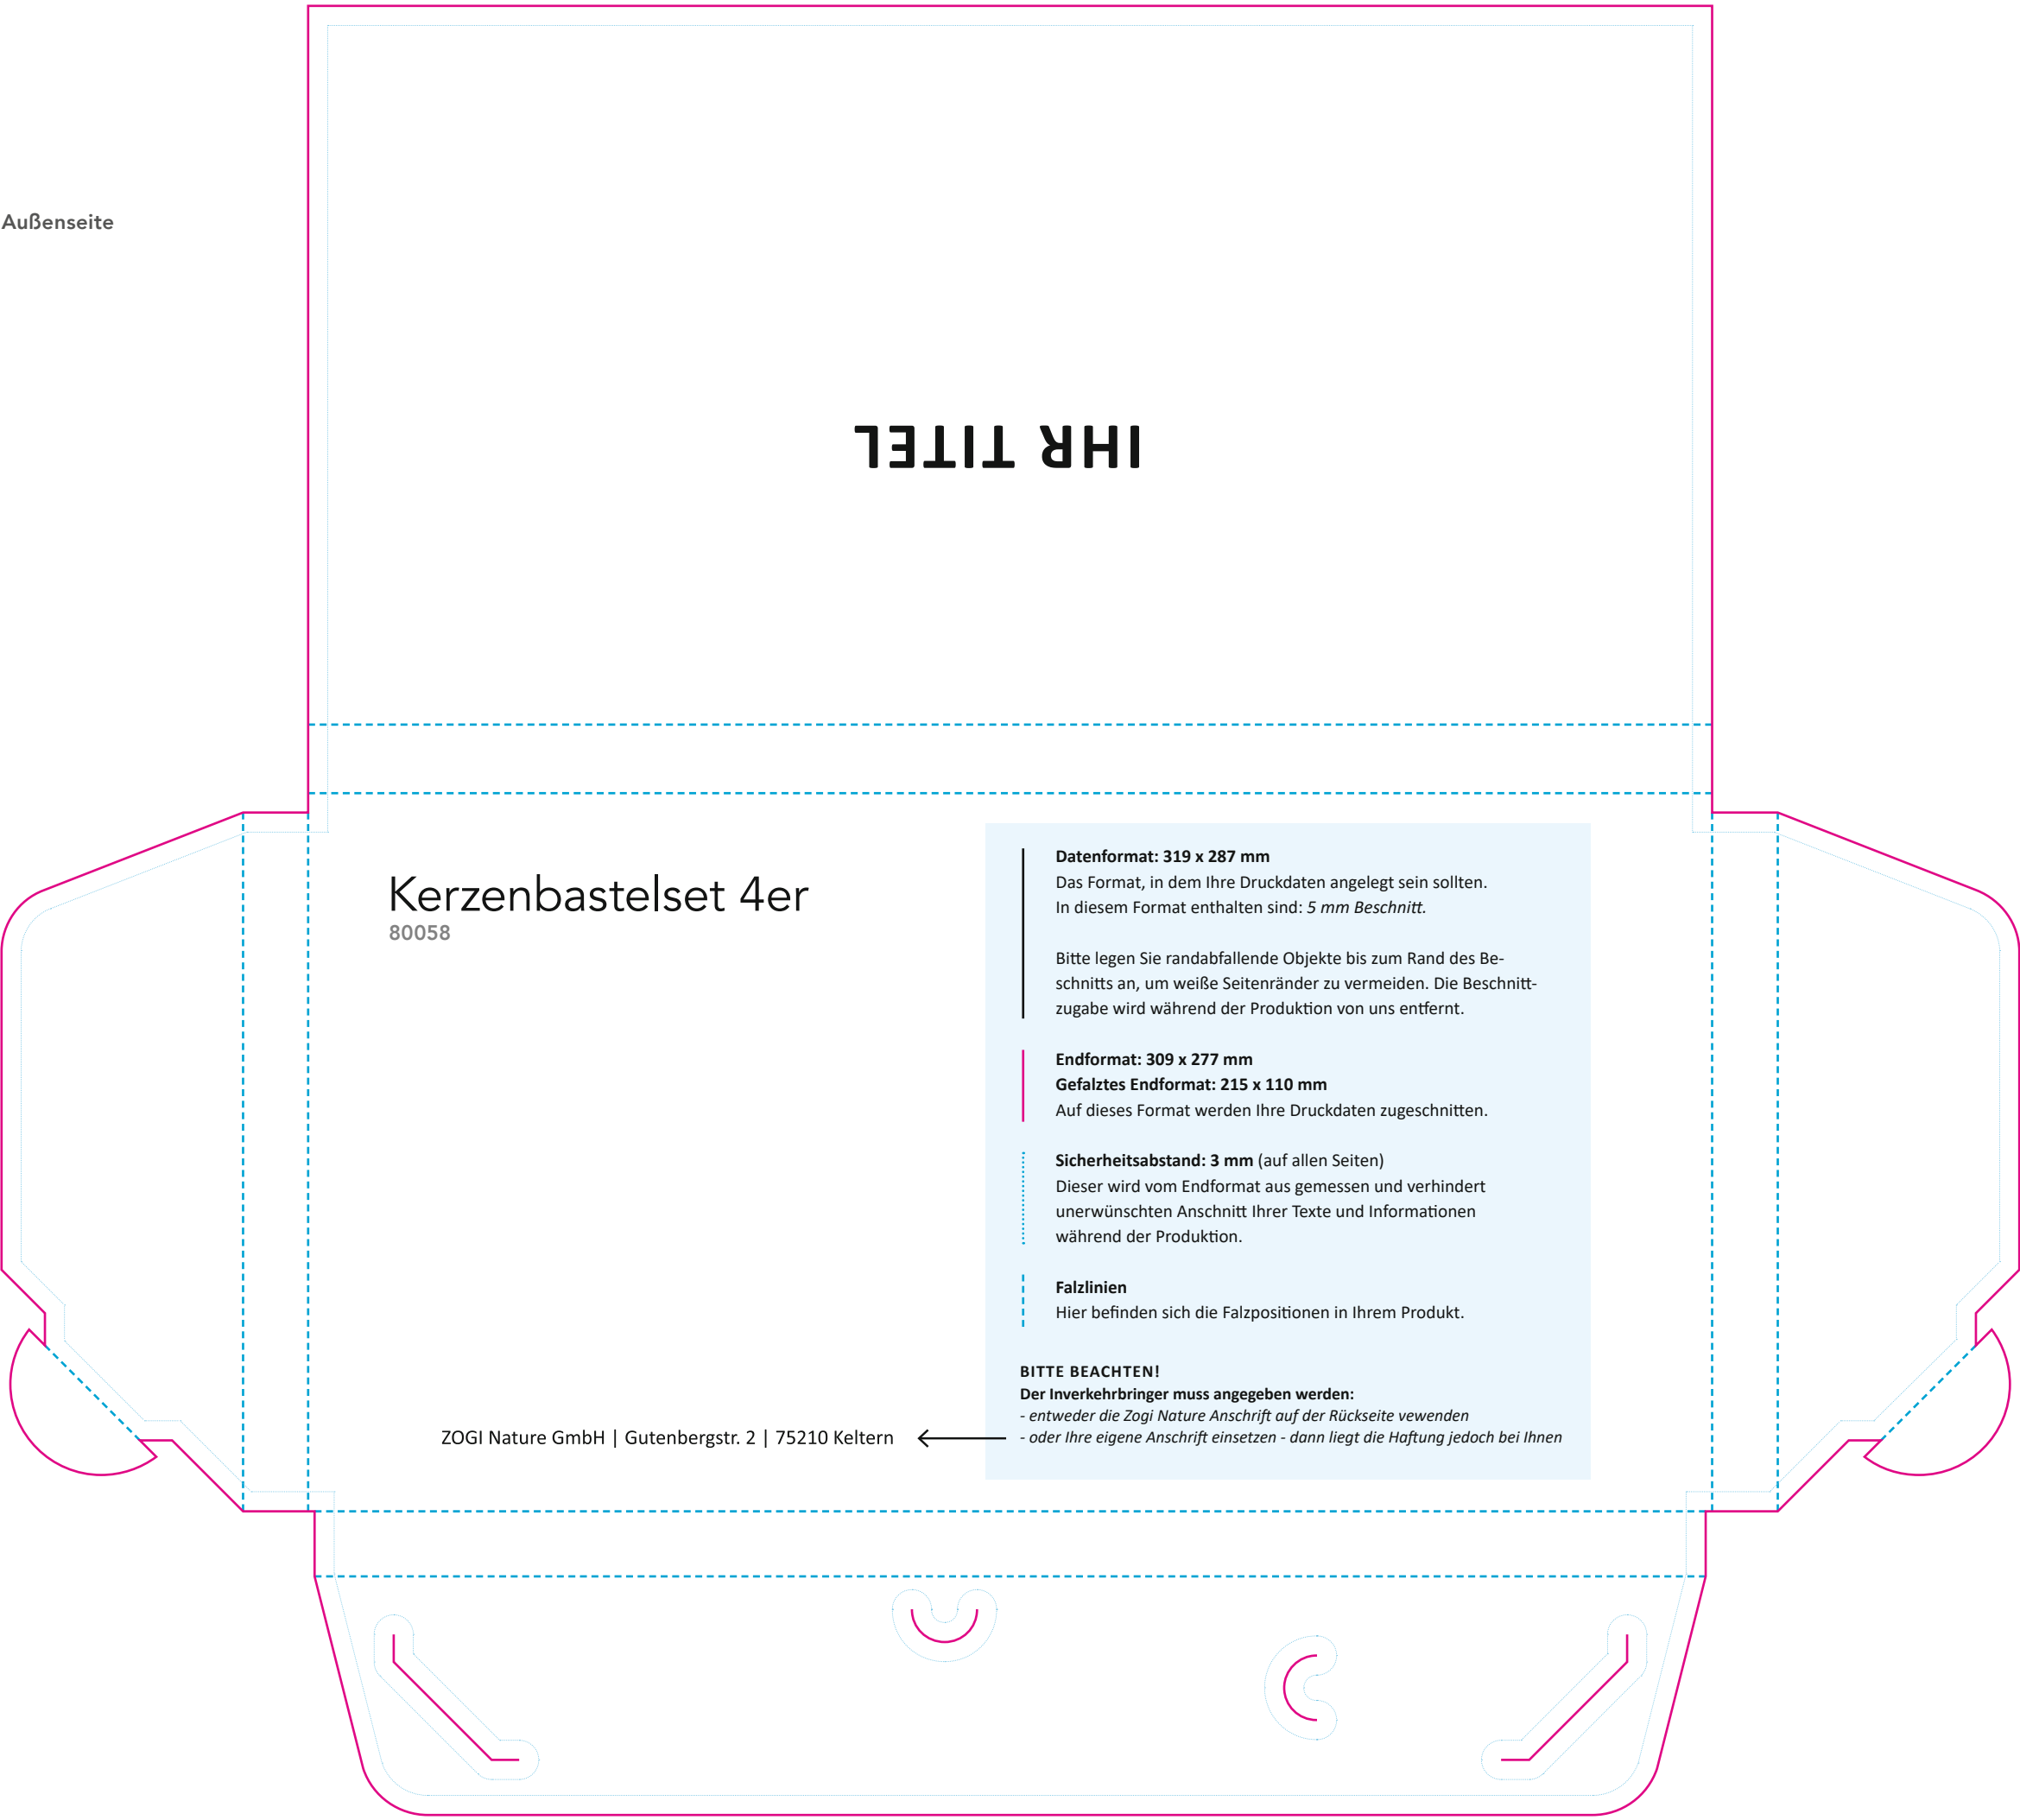 Außenseite
IHR TITEL
Kerzenbastelset 4er
80058
Datenformat: 319 x 287 mm
Das Format, in dem Ihre Druckdaten angelegt sein sollten.
In diesem Format enthalten sind: 5 mm Beschnitt.
Bitte legen Sie randabfallende Objekte bis zum Rand des Be-
schnitts an, um weiße Seitenränder zu vermeiden. Die Beschnitt-
zugabe wird während der Produktion von uns entfernt.
Endformat: 309 x 277 mm
Gefalztes Endformat: 215 x 110 mm
Auf dieses Format werden Ihre Druckdaten zugeschnitten.
Sicherheitsabstand: 3 mm (auf allen Seiten)
Dieser wird vom Endformat aus gemessen und verhindert
unerwünschten Anschnitt Ihrer Texte und Informationen
während der Produktion.
Falzlinien
Hier befinden sich die Falzpositionen in Ihrem Produkt.
BITTE BEACHTEN!
Der Inverkehrbringer muss angegeben werden:
- entweder die Zogi Nature Anschrift auf der Rückseite vewenden
- oder Ihre eigene Anschrift einsetzen - dann liegt die Haftung jedoch bei Ihnen
ZOGI Nature GmbH | Gutenbergstr. 2 | 75210 Keltern